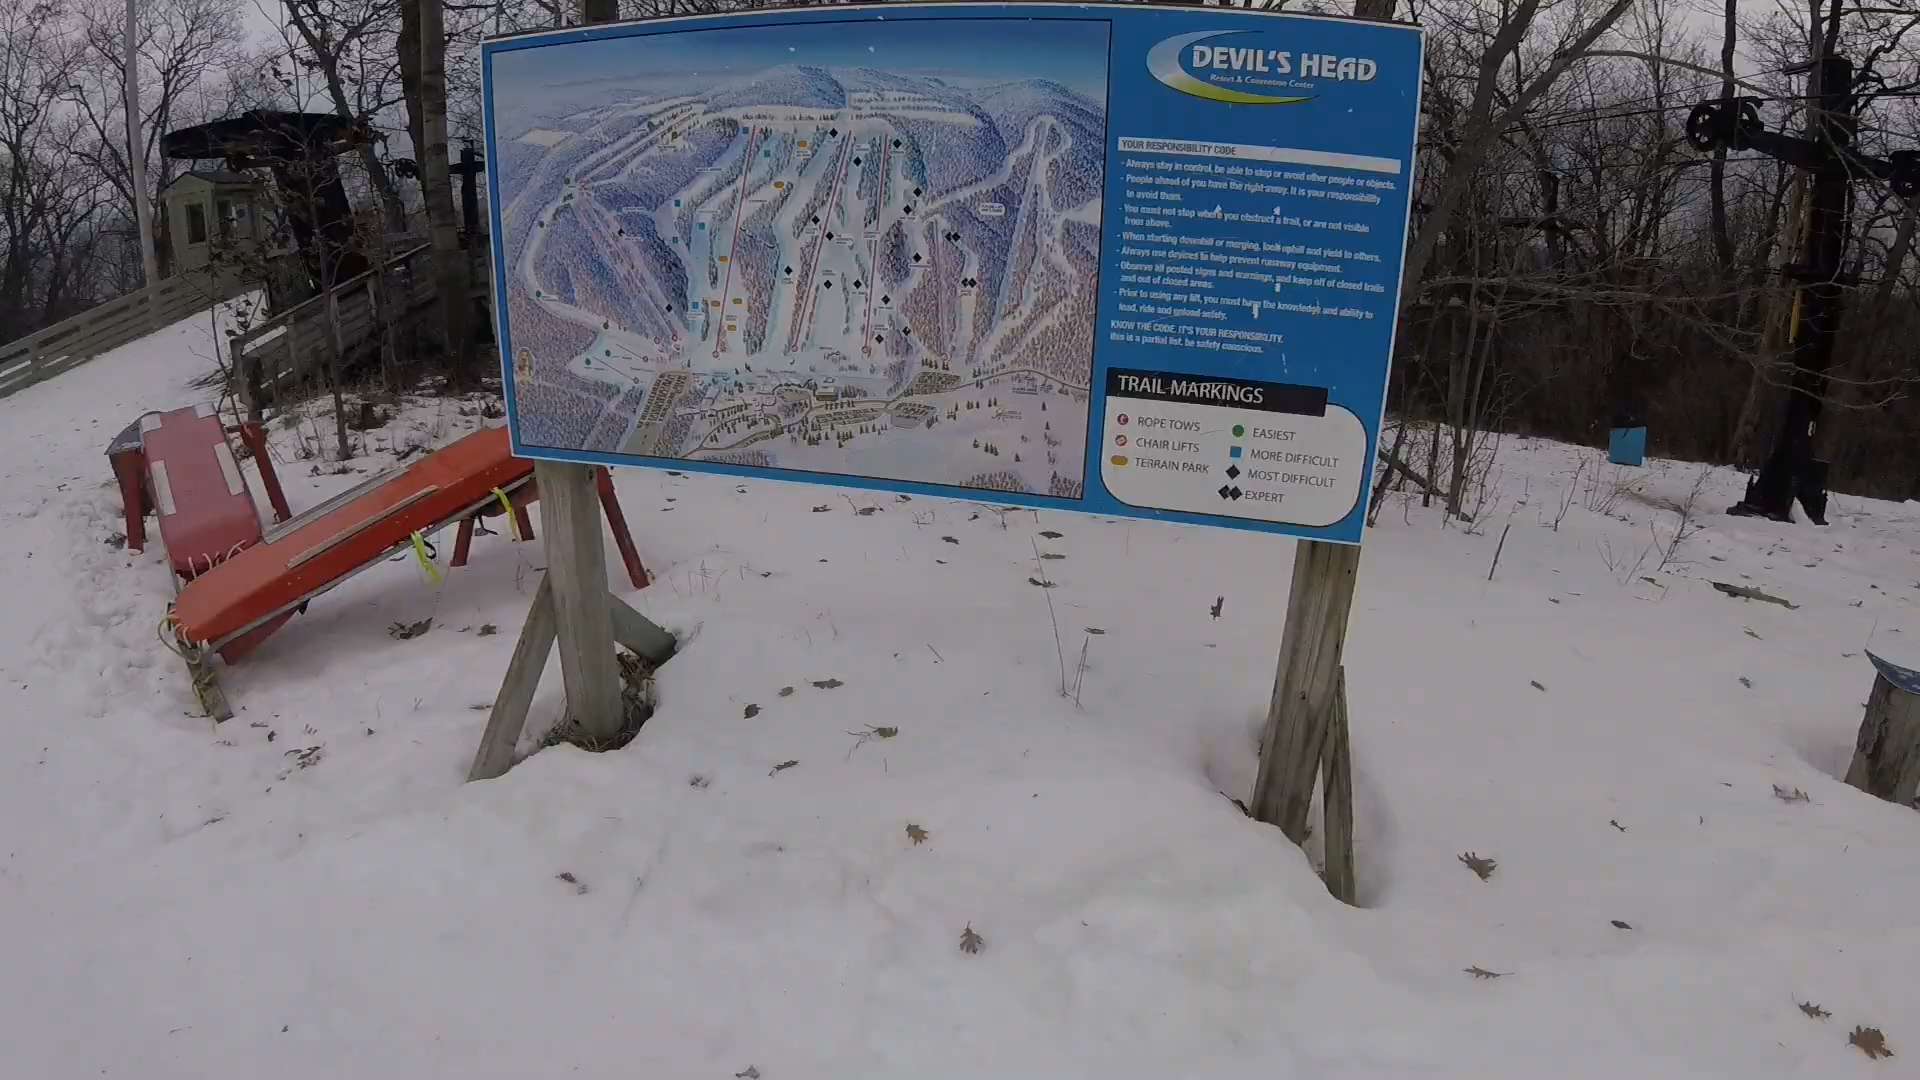 DEVIL'S HEAD
Resort & Convention Center
YOUR RESPONSIBILITY CODE
- Always stay in control, be able to stop or avoid other people or objects.
- People ahead of you have the right-away. It is your responsibility
to avoid them.
- You must not stop where you obstruct a trail, or are not visible
from above.
- When starting downhill or merging, look uphill and yield to others.
- Always use devices to help prevent runaway equipment.
- Observe all posted signs and warnings, and keep off of closed trails
and out of closed areas.
- Prior to using any lift, you must have the knowledge and ability to
load, ride and unload safely.
KNOW THE CODE. IT'S YOUR RESPONSIBILITY.
this is a partial list. be safety conscious.
TRAIL MARKINGS
ROPE TOWS
CHAIR LIFTS
TERRAIN PARK
EASIEST
MORE DIFFICULT
MOST DIFFICULT
EXPERT